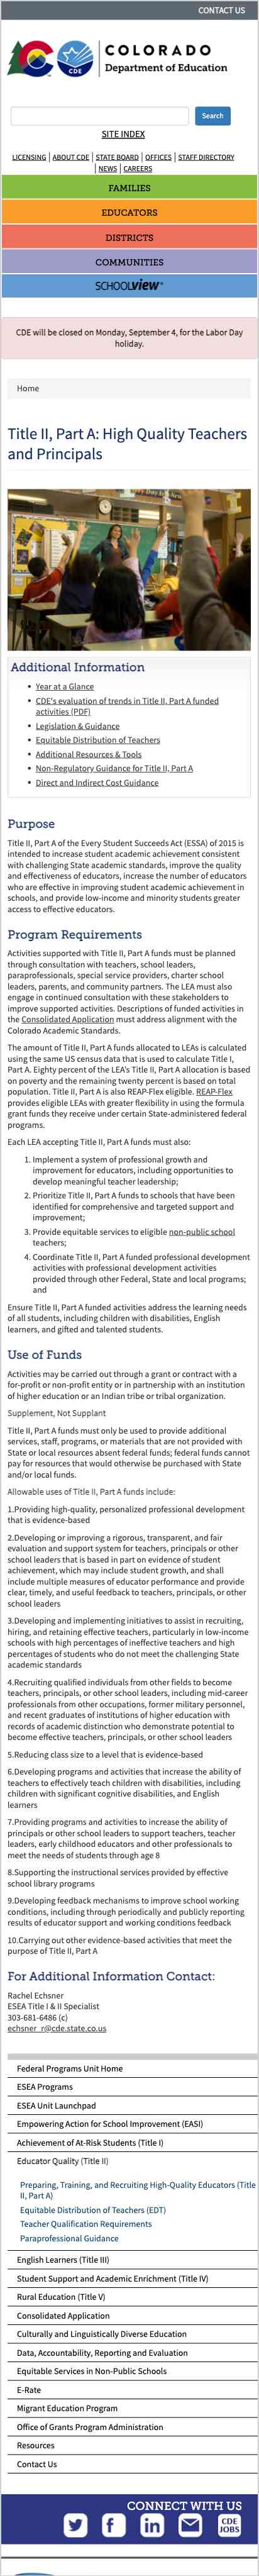 CONTACT US
COLORADO
Department of Education
CDE
Search
SITE INDEX
LICENSING | ABOUT CDE | STATE BOARD | OFFICES | STAFF DIRECTORY
| NEWS | CAREERS
FAMILIES
EDUCATORS
DISTRICTS
COMMUNITIES
SCHOOLVIEW®
CDE will be closed on Monday, September 4, for the Labor Day
holiday.
Home
Title II, Part A: High Quality Teachers
and Principals
Additional Information
• Year at a Glance
• CDE's evaluation of trends in Title II, Part A funded
activities (PDF)
• Legislation & Guidance
• Equitable Distribution of Teachers
• Additional Resources & Tools
• Non-Regulatory Guidance for Title II, Part A
• Direct and Indirect Cost Guidance
Purpose
Title II, Part A of the Every Student Succeeds Act (ESSA) of 2015 is
intended to increase student academic achievement consistent
with challenging State academic standards, improve the quality
and effectiveness of educators, increase the number of educators
who are effective in improving student academic achievement in
schools, and provide low-income and minority students greater
access to effective educators.
Program Requirements
Activities supported with Title II, Part A funds must be planned
through consultation with teachers, school leaders,
paraprofessionals, special service providers, charter school
leaders, parents, and community partners. The LEA must also
engage in continued consultation with these stakeholders to
improve supported activities. Descriptions of funded activities in
the Consolidated Application must address alignment with the
Colorado Academic Standards.
The amount of Title II, Part A funds allocated to LEAs is calculated
using the same US census data that is used to calculate Title I,
Part A. Eighty percent of the LEA's Title II, Part A allocation is based
on poverty and the remaining twenty percent is based on total
population. Title II, Part A is also REAP-Flex eligible. REAP-Flex
provides eligible LEAs with greater flexibility in using the formula
grant funds they receive under certain State-administered federal
programs.
Each LEA accepting Title II, Part A funds must also:
1. Implement a system of professional growth and
improvement for educators, including opportunities to
develop meaningful teacher leadership;
2. Prioritize Title II, Part A funds to schools that have been
identified for comprehensive and targeted support and
improvement;
3. Provide equitable services to eligible non-public school
teachers;
4. Coordinate Title II, Part A funded professional development
activities with professional development activities
provided through other Federal, State and local programs;
and
Ensure Title II, Part A funded activities address the learning needs
of all students, including children with disabilities, English
learners, and gifted and talented students.
Use of Funds
Activities may be carried out through a grant or contract with a
for-profit or non-profit entity or in partnership with an institution
of higher education or an Indian tribe or tribal organization.
Supplement, Not Supplant
Title II, Part A funds must only be used to provide additional
services, staff, programs, or materials that are not provided with
State or local resources absent federal funds; federal funds cannot
pay for resources that would otherwise be purchased with State
and/or local funds.
Allowable uses of Title II, Part A funds include:
1.Providing high-quality, personalized professional development
that is evidence-based
2.Developing or improving a rigorous, transparent, and fair
evaluation and support system for teachers, principals or other
school leaders that is based in part on evidence of student
achievement, which may include student growth, and shall
include multiple measures of educator performance and provide
clear, timely, and useful feedback to teachers, principals, or other
school leaders
3.Developing and implementing initiatives to assist in recruiting,
hiring, and retaining effective teachers, particularly in low-income
schools with high percentages of ineffective teachers and high
percentages of students who do not meet the challenging State
academic standards
4.Recruiting qualified individuals from other fields to become
teachers, principals, or other school leaders, including mid-career
professionals from other occupations, former military personnel,
and recent graduates of institutions of higher education with
records of academic distinction who demonstrate potential to
become effective teachers, principals, or other school leaders
5.Reducing class size to a level that is evidence-based
6.Developing programs and activities that increase the ability of
teachers to effectively teach children with disabilities, including
children with significant cognitive disabilities, and English
learners
7.Providing programs and activities to increase the ability of
principals or other school leaders to support teachers, teacher
leaders, early childhood educators and other professionals to
meet the needs of students through age 8
8.Supporting the instructional services provided by effective
school library programs
9.Developing feedback mechanisms to improve school working
conditions, including through periodically and publicly reporting
results of educator support and working conditions feedback
10.Carrying out other evidence-based activities that meet the
purpose of Title II, Part A
For Additional Information Contact:
Rachel Echsner
ESEA Title I & II Specialist
303-681-6486 (c)
echsner_r@cde.state.co.us
Federal Programs Unit Home
ESEA Programs
ESEA Unit Launchpad
Empowering Action for School Improvement (EASI)
Achievement of At-Risk Students (Title I)
Educator Quality (Title II)
Preparing, Training, and Recruiting High-Quality Educators (Title
II, Part A)
Equitable Distribution of Teachers (EDT)
Teacher Qualification Requirements
Paraprofessional Guidance
English Learners (Title III)
Student Support and Academic Enrichment (Title IV)
Rural Education (Title V)
Consolidated Application
Culturally and Linguistically Diverse Education
Data, Accountability, Reporting and Evaluation
Equitable Services in Non-Public Schools
E-Rate
Migrant Education Program
Office of Grants Program Administration
Resources
Contact Us
CONNECT WITH US
CDE
JOBS